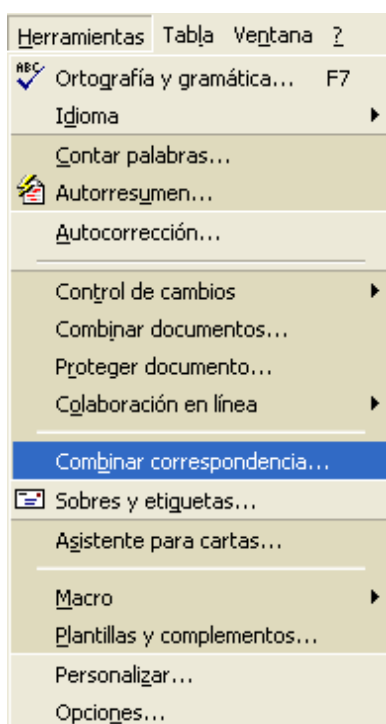 Herramientas Tabla Ventana ?
ABC Ortografía y gramática... F7
Idioma
Contar palabras...
Autorresumen...
Autocorrección...
Control de cambios
Combinar documentos...
Proteger documento...
Colaboración en línea
Combinar correspondencia...
Sobres y etiquetas...
Asistente para cartas...
Macro
Plantillas y complementos...
Personalizar...
Opciones...